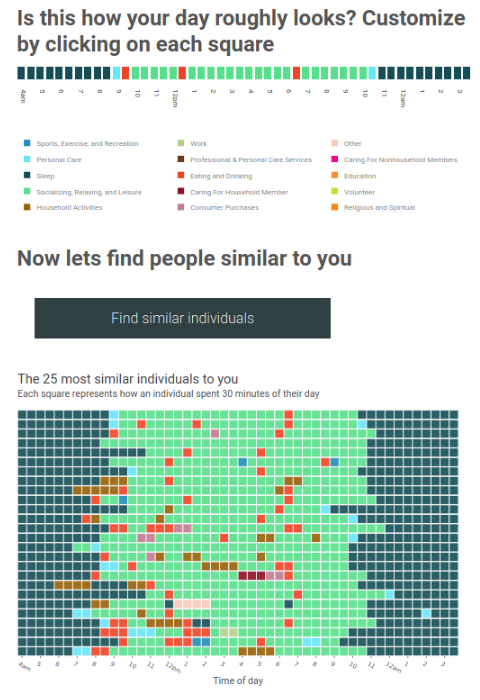 Is this how your day roughly looks? Customize
by clicking on each square
4am 5 6 7 8 9 10 11 12pm 1 2 3 4 5 6 7 8 9 10 11 12am 1 2 3
Sports, Exercise, and Recreation Work Other
Personal Care Professional & Personal Care Services Caring For Nonhousehold Members
Sleep Eating and Drinking Education
Socializing, Relaxing, and Leisure Caring For Household Member Volunteer
Household Activities Consumer Purchases Religious and Spiritual
Now lets find people similar to you
Find similar individuals
The 25 most similar individuals to you
Each square represents how an individual spent 30 minutes of their day
4am 5 6 7 8 9 10 11 12pm 1 2 3 4 5 6 7 8 9 10 11 12am 1 2 3
Time of day